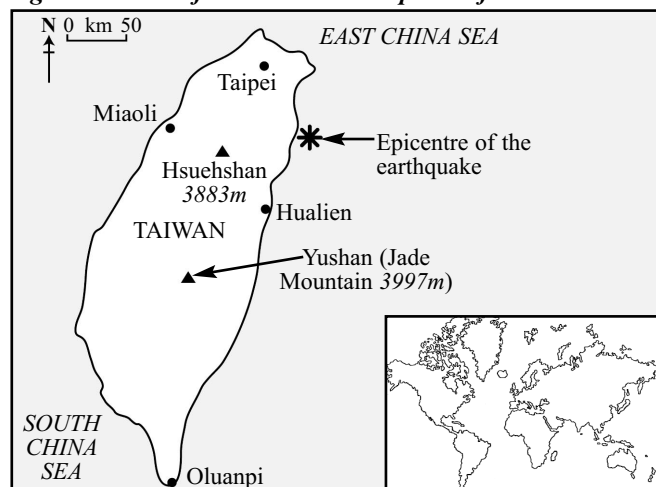 N 0 km 50
EAST CHINA SEA
Taipei
Miaoli
Epicentre of the
earthquake
Hsuehshan
3883m
Hualien
TAIWAN
Yushan (Jade
Mountain 3997m)
SOUTH
CHINA
SEA
Oluanpi